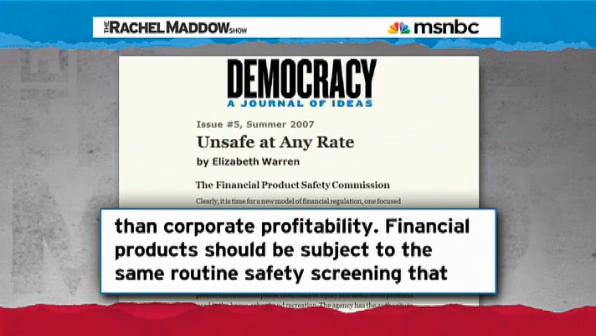 THE RACHEL MADDOW SHOW
msnbc
DEMOCRACY
A JOURNAL OF IDEAS
Issue #5, Summer 2007
Unsafe at Any Rate
by Elizabeth Warren
The Financial Product Safety Commission
Clearly, it is time for a new model of financial regulation, one focused
than corporate profitability. Financial
products should be subject to the
same routine safety screening that